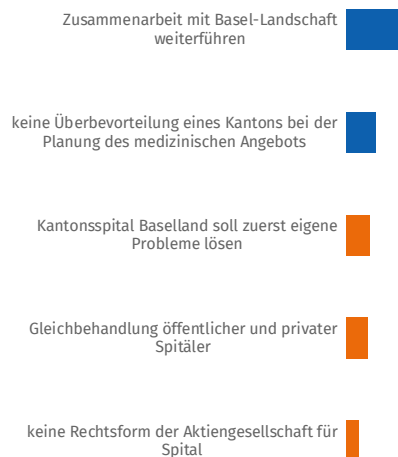 Zusammenarbeit mit Basel-Landschaft
weiterführen
keine Überbevorteilung eines Kantons bei der
Planung des medizinischen Angebots
Kantonsspital Baselland soll zuerst eigene
Probleme lösen
Gleichbehandlung öffentlicher und privater
Spitäler
keine Rechtsform der Aktiengesellschaft für
Spital